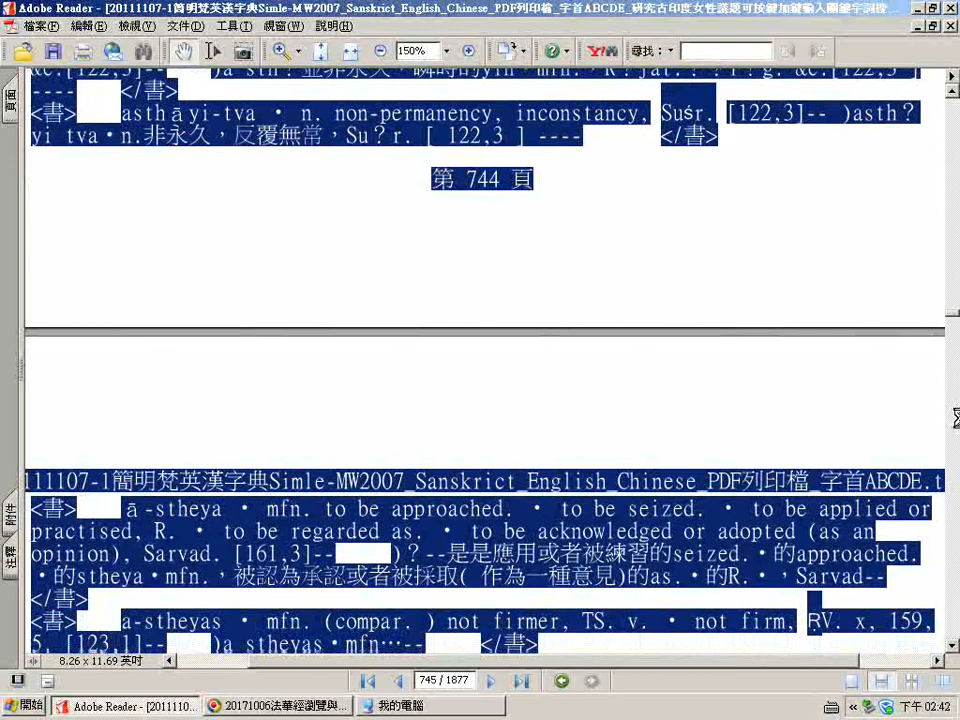 Adobe Reader - [20111107-1簡明梵英漢字典Simle-MW2007_Sanskrict_English_Chinese_PDF列印檔_字首ABCDE_研究古印度女性議題可按鍵加鍵輸入關鍵字詞搜...
檔案(F) 編輯(E) 檢視(V) 文件(D) 工具(T) 視窗(W) 說明(H)
150% 尋找:
頁面
---- </書>
<書> asthāyi-tva · n. non-permanency, inconstancy, Suśr. [122,3]-- )asth?
yi tva·n.非永久，反覆無常，Su?r. [ 122,3 ] ---- </書>
第 744 頁
111107-1簡明梵英漢字典Simle-MW2007_Sanskrict_English_Chinese_PDF列印檔_字首ABCDE.t
<書> ā-stheya · mfn. to be approached. · to be seized. · to be applied or
practised, R. · to be regarded as. · to be acknowledged or adopted (as an
opinion), Sarvad. [161,3]-- )?--是是應用或者被練習的seized.·的approached.
·的stheya·mfn.，被認為承認或者被採取( 作為一種意見)的as.·的R.·，Sarvad--
</書>
<書> a-stheyas · mfn. (compar. ) not firmer, TS. v. · not firm, ṚV. x, 159,
5. [123,1]-- )a stheyas·mfn…-- </書>
附件
註釋
8.26 x 11.69 英吋
745 / 1877
開始 Adobe Reader - [2011110... 20171006法華經瀏覽與... 我的電腦 下午 02:42